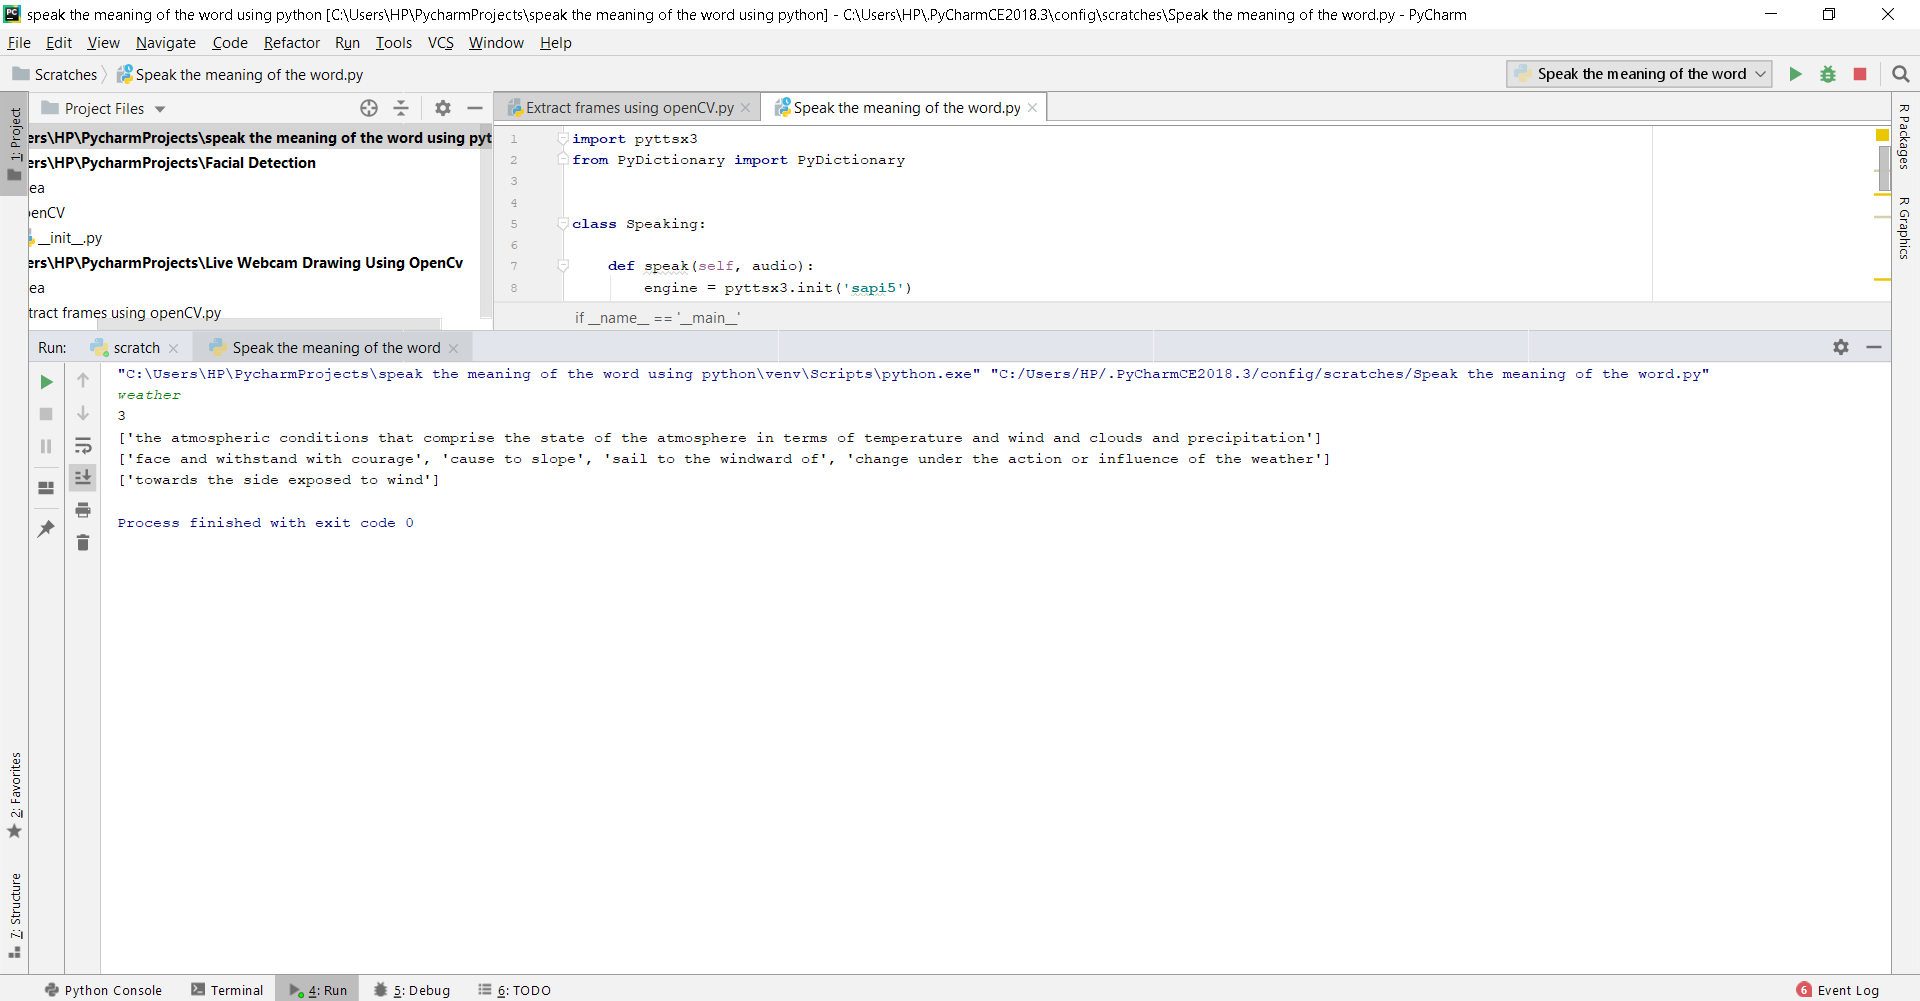 speak the meaning of the word using python [C:\Users\HP\PycharmProjects\speak the meaning of the word using python] - C:\Users\HP\.PyCharmCE2018.3\config\scratches\Speak the meaning of the word.py - PyCharm
File Edit View Navigate Code Refactor Run Tools VCS Window Help
Scratches Speak the meaning of the word.py
Speak the meaning of the word
1: Project
Project Files
ers\HP\PycharmProjects\speak the meaning of the word using pyt
ers\HP\PycharmProjects\Facial Detection
ea
enCV
__init__.py
ers\HP\PycharmProjects\Live Webcam Drawing Using OpenCv
ea
tract frames using openCV.py
Extract frames using openCV.py
Speak the meaning of the word.py
1 import pyttsx3
2 from PyDictionary import PyDictionary
3
4
5 class Speaking:
6
7 def speak(self, audio):
8 engine = pyttsx3.init('sapi5')
if __name__ == '__main__'
R Packages
R Graphics
Run: scratch Speak the meaning of the word
"C:\Users\HP\PycharmProjects\speak the meaning of the word using python\venv\Scripts\python.exe" "C:/Users/HP/.PyCharmCE2018.3/config/scratches/Speak the meaning of the word.py"
weather
3
['the atmospheric conditions that comprise the state of the atmosphere in terms of temperature and wind and clouds and precipitation']
['face and withstand with courage', 'cause to slope', 'sail to the windward of', 'change under the action or influence of the weather']
['towards the side exposed to wind']
Process finished with exit code 0
2: Favorites
7: Structure
Python Console Terminal 4: Run 5: Debug 6: TODO 6 Event Log